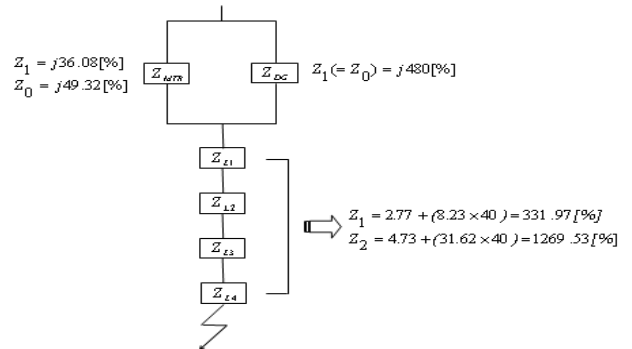 Z1 = j36.08[%]
Z0 = j49.32[%]
ZMTR
ZDG
Z1(= Z0) = j480[%]
ZL1
ZL2
ZL3
ZL4
Z1 = 2.77 + (8.23 × 40 ) = 331 .97[%]
Z2 = 4.73 + (31.62 × 40 ) = 1269 .53[%]